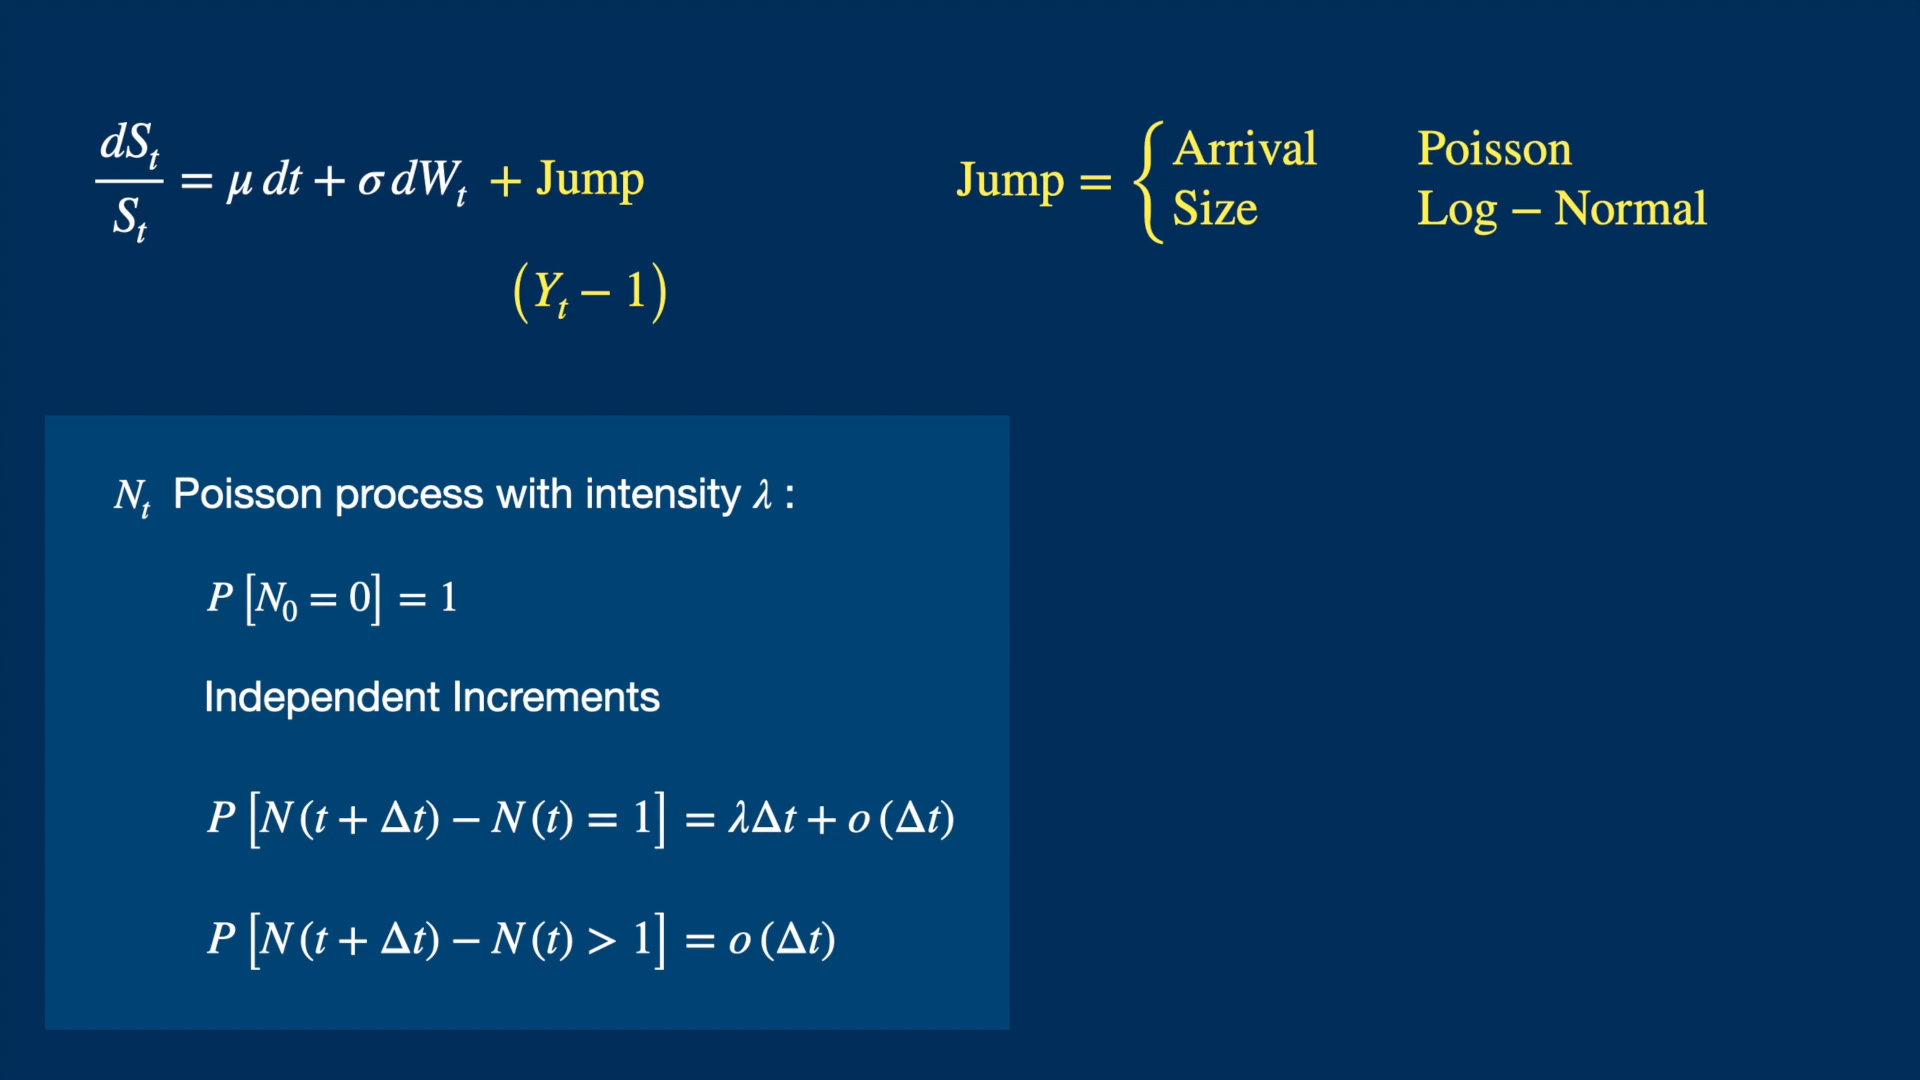 dS_t / S_t = μ dt + σ dW_t + Jump
(Y_t − 1)
Jump = { Arrival Poisson
Size Log − Normal
N_t Poisson process with intensity λ :
P [N_0 = 0] = 1
Independent Increments
P [N (t + Δt) − N (t) = 1] = λΔt + o (Δt)
P [N (t + Δt) − N (t) > 1] = o (Δt)